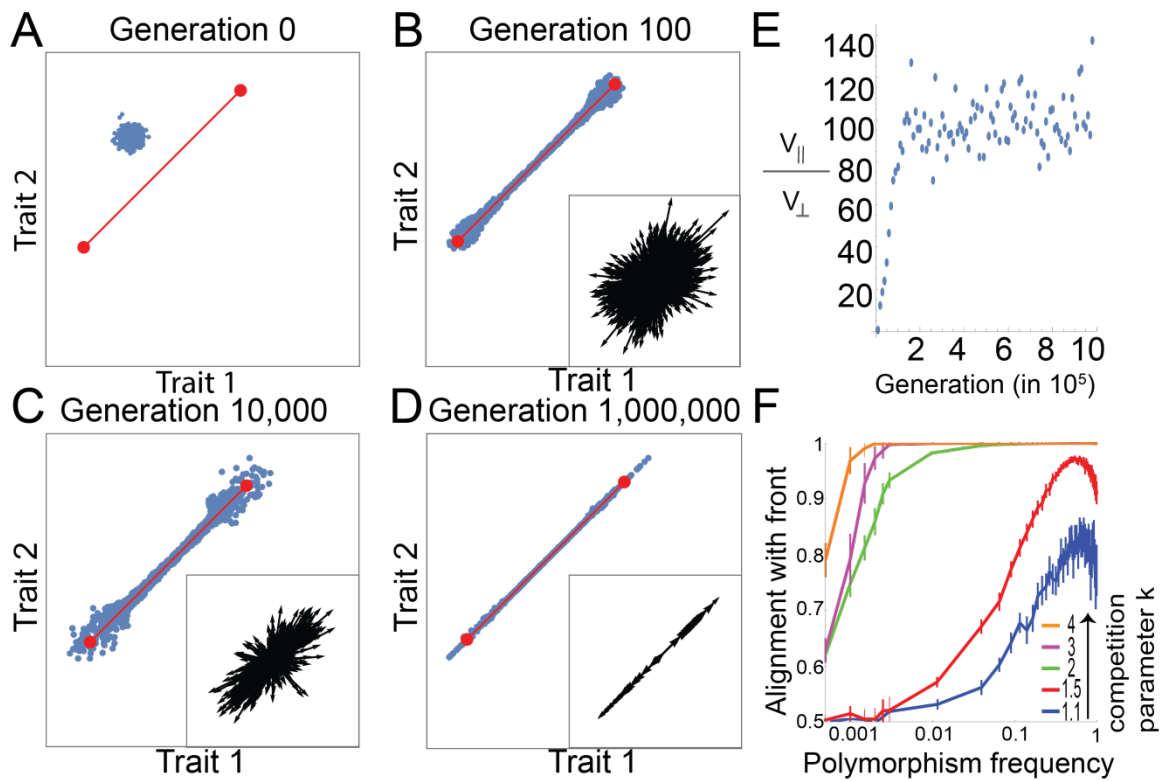 A
Generation 0
Trait 2
Trait 1
B
Generation 100
Trait 2
Trait 1
E
140
120
100
80
60
40
20
V||
V⊥
2 4 6 8 10
Generation (in 10⁵)
C
Generation 10,000
Trait 2
Trait 1
D
Generation 1,000,000
Trait 2
Trait 1
F
1
0.9
0.8
0.7
0.6
0.5
Alignment with front
0.001 0.01 0.1 1
Polymorphism frequency
4
3
2
1.5
1.1
competition
parameter k